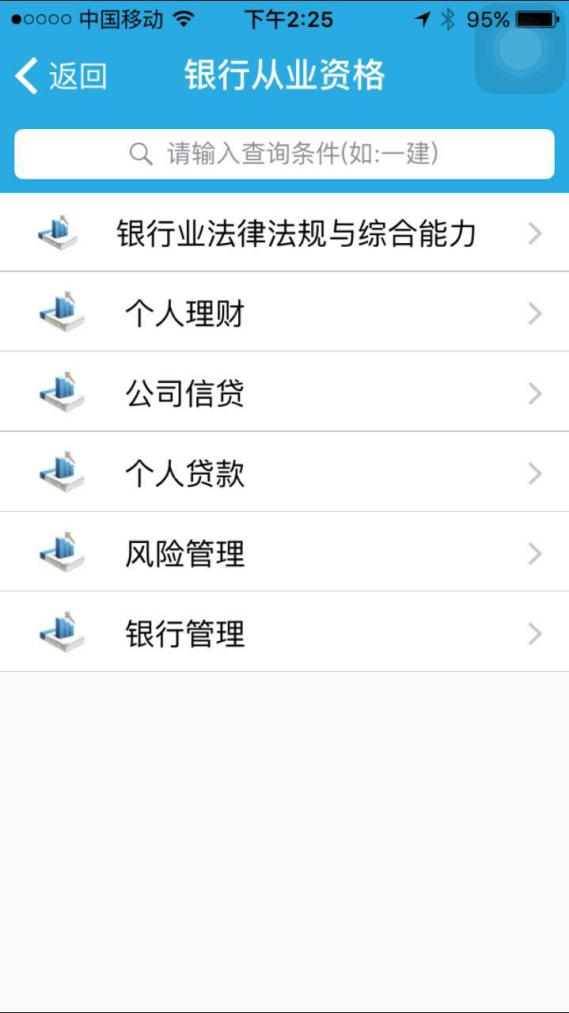 中国移动 下午2:25 95%
返回 银行从业资格
请输入查询条件(如:一建)
银行业法律法规与综合能力
个人理财
公司信贷
个人贷款
风险管理
银行管理